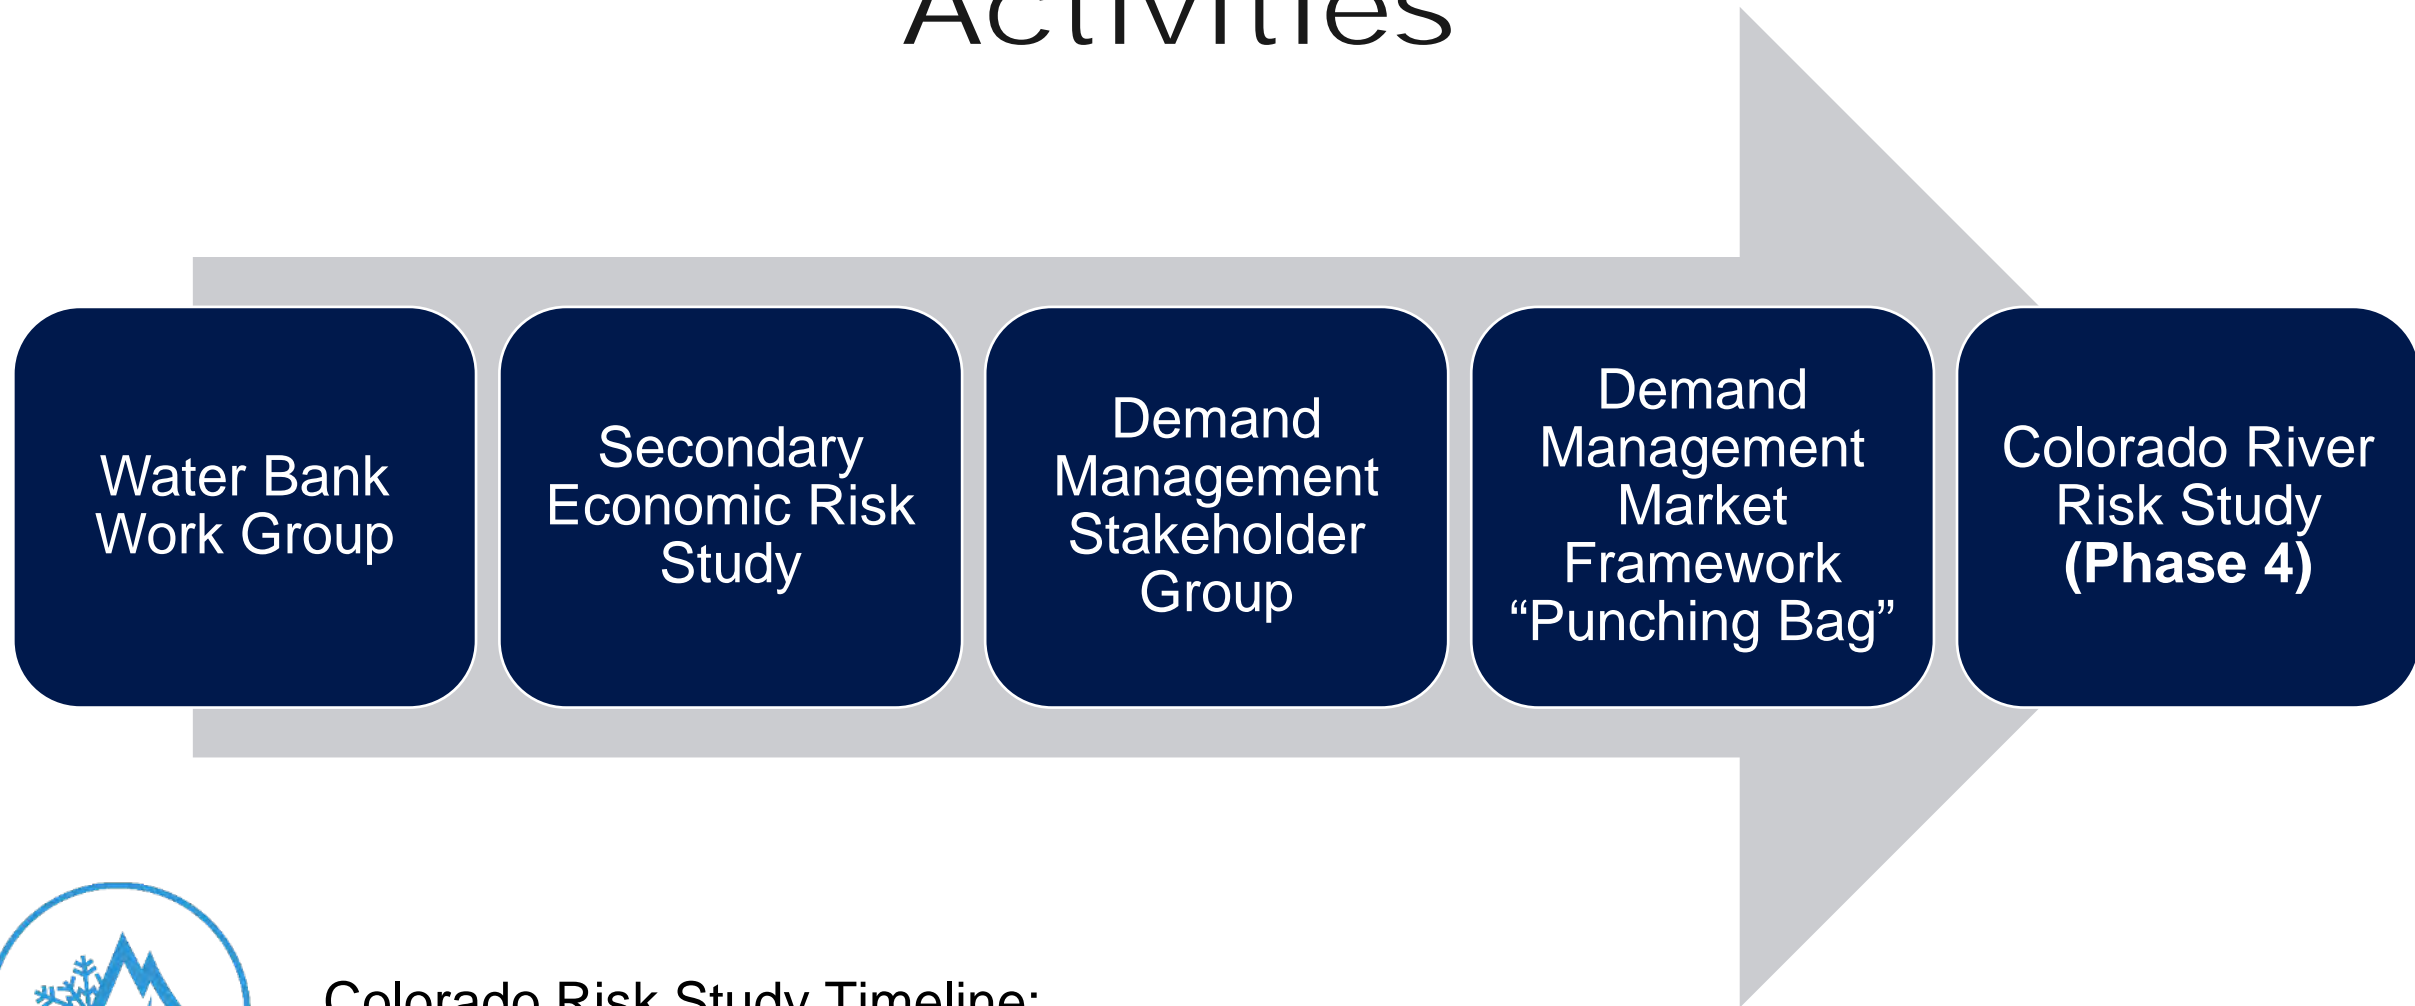 Activities
Water Bank
Work Group
Secondary
Economic Risk
Study
Demand
Management
Stakeholder
Group
Demand
Management
Market
Framework
“Punching Bag”
Colorado River
Risk Study
(Phase 4)
Colorado Risk Study Timeline: